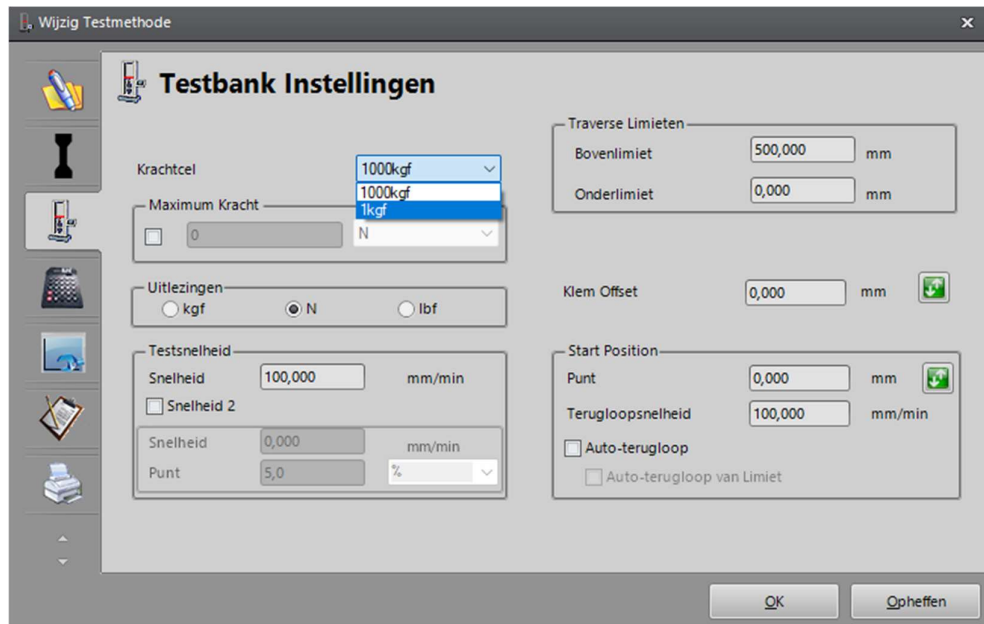 Wijzig Testmethode
Testbank Instellingen
Krachtcel
1000kgf
1000kgf
1kgf
Maximum Kracht
0
N
Uitlezingen
kgf
N
lbf
Testsnelheid
Snelheid
100,000
mm/min
Snelheid 2
Snelheid
0,000
mm/min
Punt
5,0
%
Traverse Limieten
Bovenlimiet
500,000
mm
Onderlimiet
0,000
mm
Klem Offset
0,000
mm
Start Position
Punt
0,000
mm
Terugloopsnelheid
100,000
mm/min
Auto-terugloop
Auto-terugloop van Limiet
OK
Opheffen